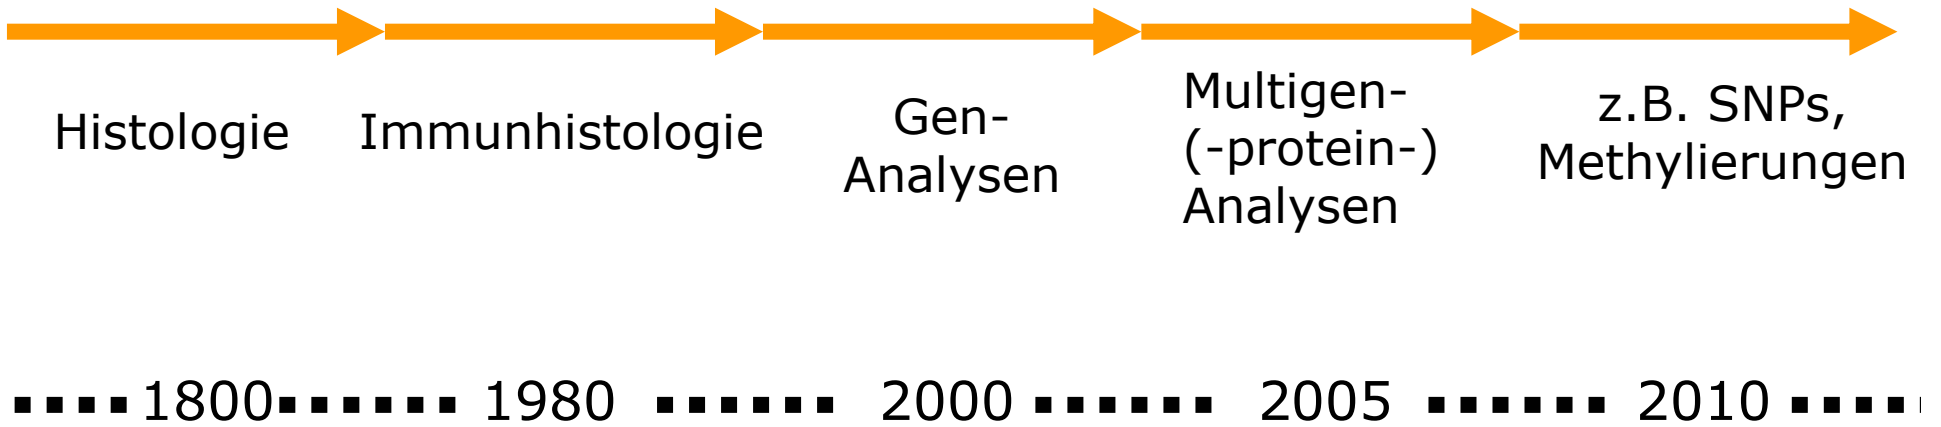 Histologie
Immunhistologie
Gen-
Analysen
Multigen-
(-protein-)
Analysen
z.B. SNPs,
Methylierungen
1800 1980 2000 2005 2010